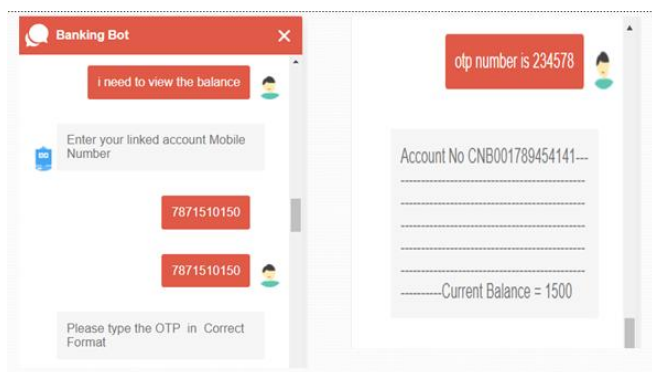 Banking Bot
i need to view the balance
Enter your linked account Mobile
Number
7871510150
7871510150
Please type the OTP in Correct
Format
otp number is 234578
Account No CNB001789454141---
--------------------------------------------
--------------------------------------------
--------------------------------------------
--------------------------------------------
--------------------------------------------
----------Current Balance = 1500